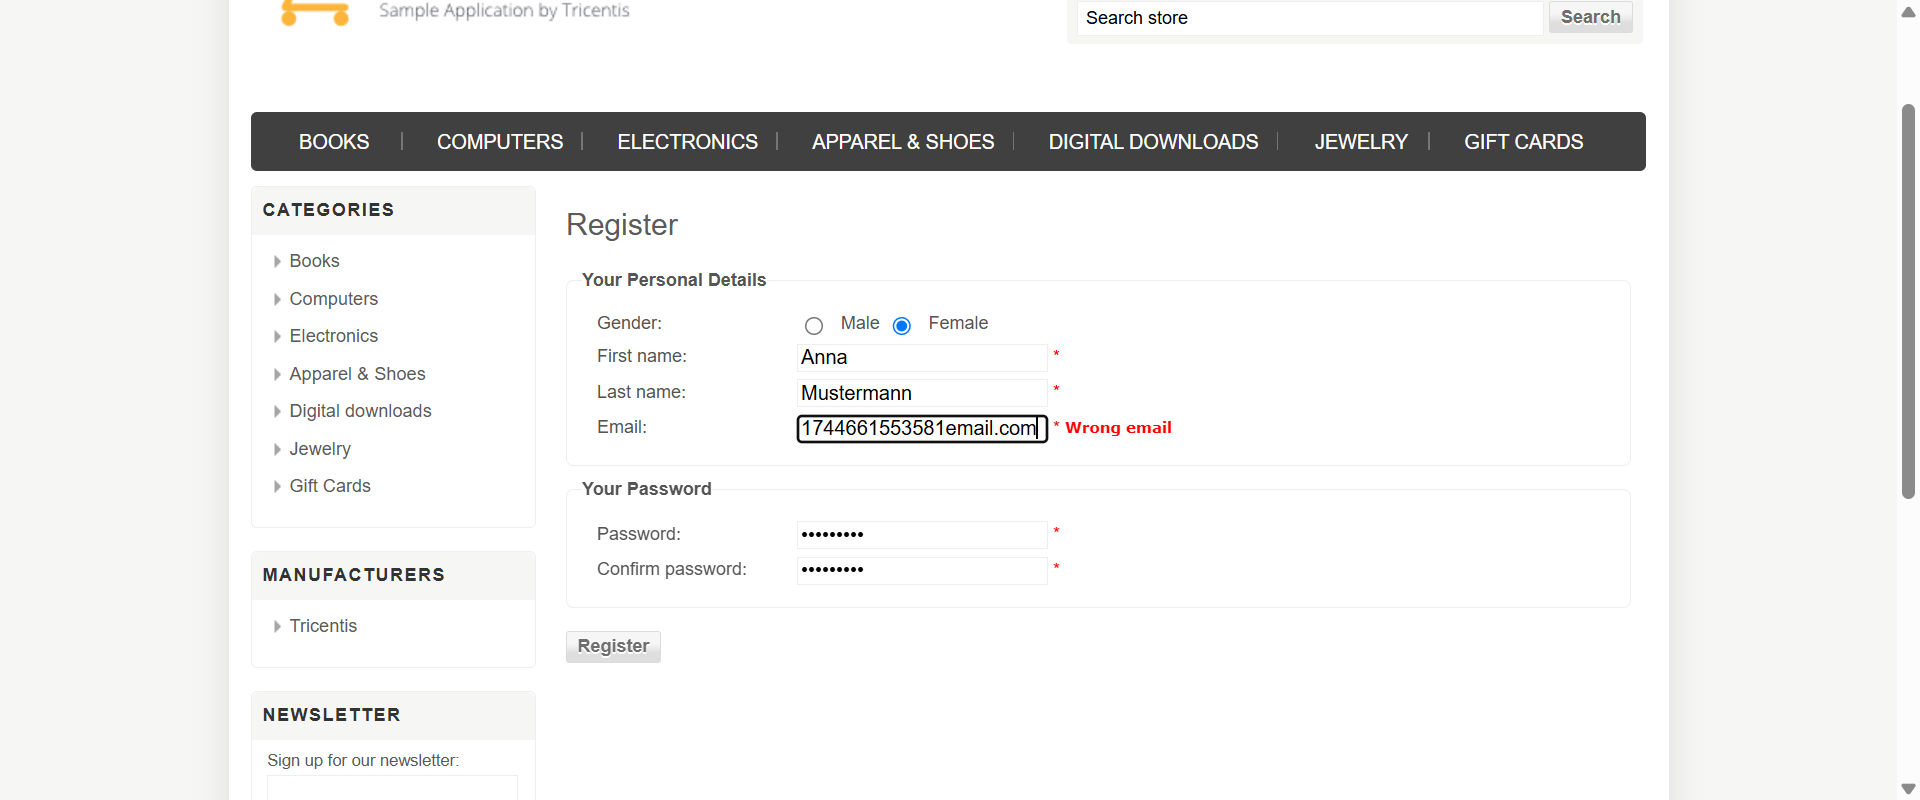 Sample Application by Tricentis
Search store
Search
BOOKS
COMPUTERS
ELECTRONICS
APPAREL & SHOES
DIGITAL DOWNLOADS
JEWELRY
GIFT CARDS
CATEGORIES
Books
Computers
Electronics
Apparel & Shoes
Digital downloads
Jewelry
Gift Cards
MANUFACTURERS
Tricentis
NEWSLETTER
Sign up for our newsletter:
Register
Your Personal Details
Gender: Male Female
First name: Anna *
Last name: Mustermann *
Email: 1744661553581email.com * Wrong email
Your Password
Password: ••••••••• *
Confirm password: ••••••••• *
Register